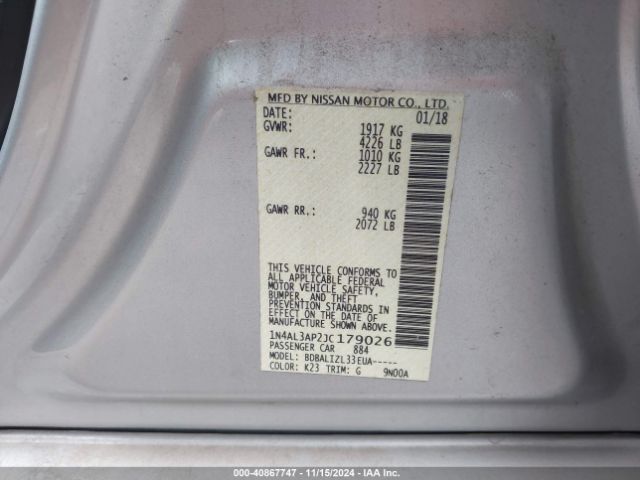 MFD BY NISSAN MOTOR CO., LTD.
DATE: 01/18
GVWR: 1917 KG
4226 LB
GAWR FR.: 1010 KG
2227 LB
GAWR RR.: 940 KG
2072 LB
THIS VEHICLE CONFORMS TO
ALL APPLICABLE FEDERAL
MOTOR VEHICLE SAFETY,
BUMPER, AND THEFT
PREVENTION STANDARDS IN
EFFECT ON THE DATE OF
MANUFACTURE SHOWN ABOVE.
1N4AL3AP2JC179026
PASSENGER CAR 884
MODEL: BDBALIZL33EUA-----
COLOR: K23 TRIM: G 9N00A
000-40867747 - 11/15/2024 - IAA Inc.